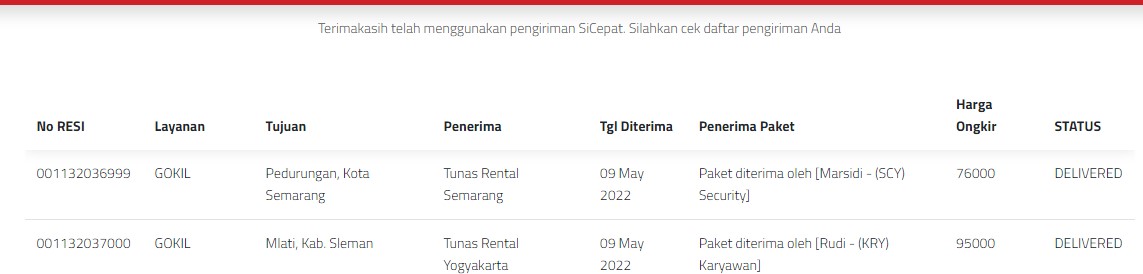 Terimakasih telah menggunakan pengiriman SiCepat. Silahkan cek daftar pengiriman Anda
No RESI Layanan Tujuan Penerima Tgl Diterima Penerima Paket Harga Ongkir STATUS
001132036999 GOKIL Pedurungan, Kota Semarang Tunas Rental Semarang 09 May 2022 Paket diterima oleh [Marsidi - (SCY) Security] 76000 DELIVERED
001132037000 GOKIL Mlati, Kab. Sleman Tunas Rental Yogyakarta 09 May 2022 Paket diterima oleh [Rudi - (KRY) Karyawan] 95000 DELIVERED